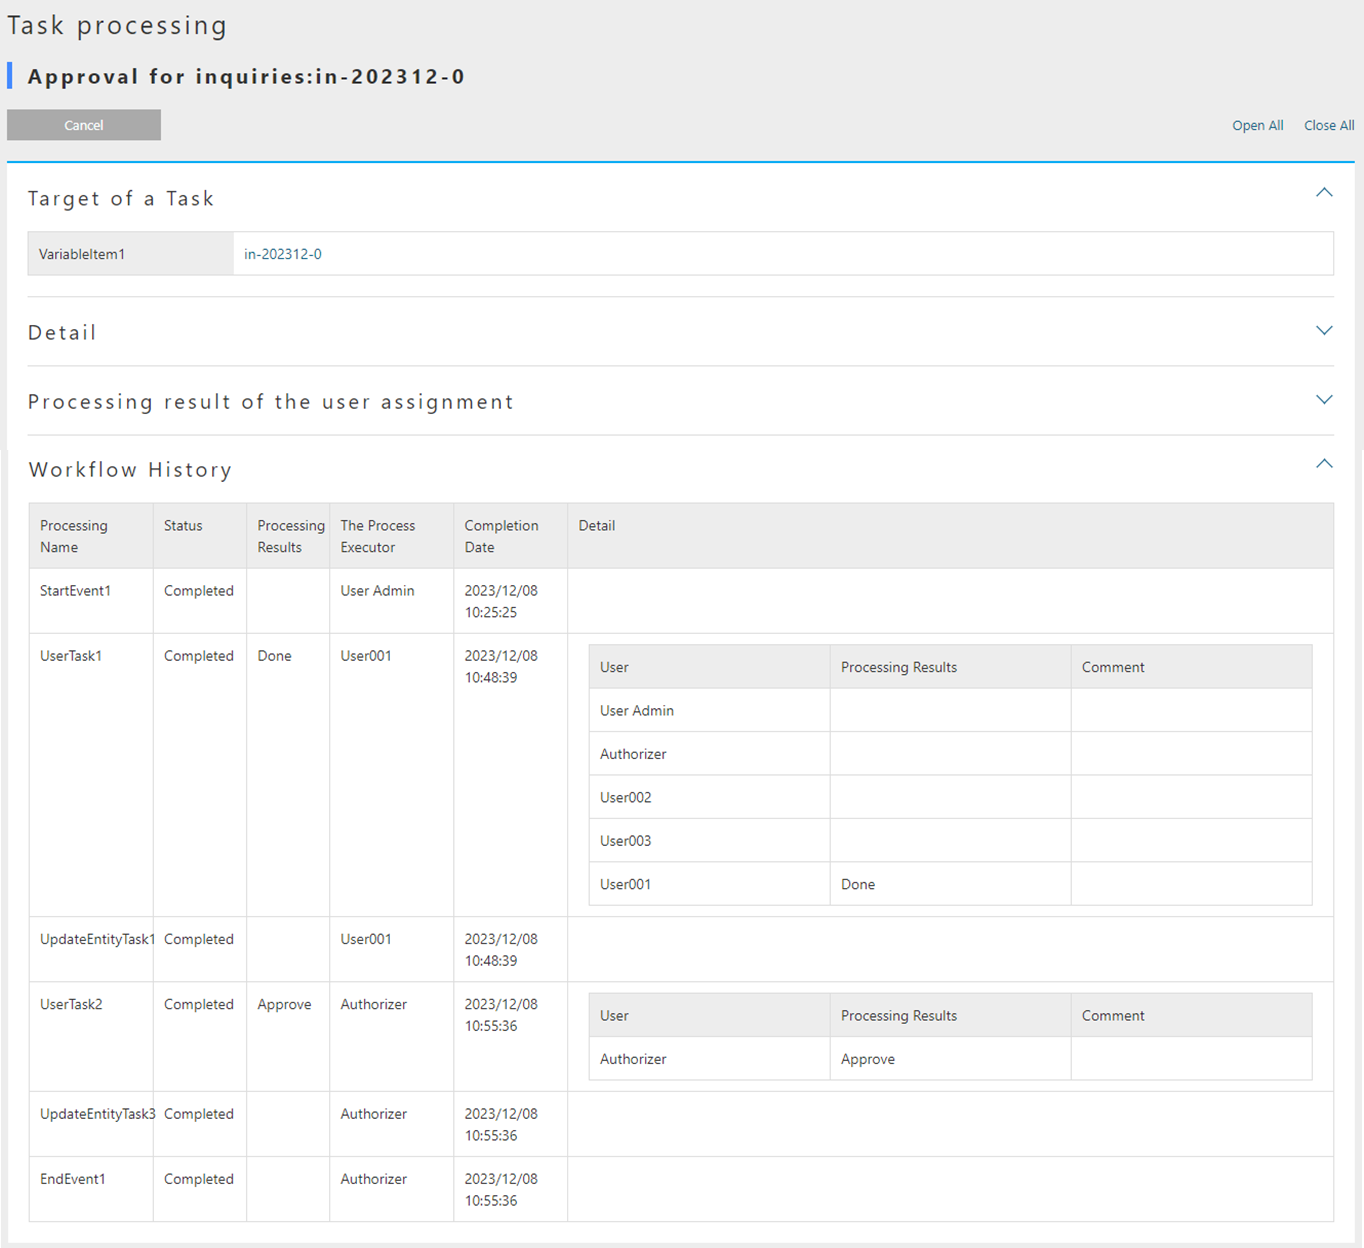 Task processing
Approval for inquiries:in-202312-0
Cancel
Open All Close All
Target of a Task
VariableItem1 in-202312-0
Detail
Processing result of the user assignment
Workflow History
Processing Name Status Processing Results The Process Executor Completion Date Detail
StartEvent1 Completed User Admin 2023/12/08 10:25:25
UserTask1 Completed Done User001 2023/12/08 10:48:39
User Processing Results Comment
User Admin
Authorizer
User002
User003
User001 Done
UpdateEntityTask1 Completed User001 2023/12/08 10:48:39
UserTask2 Completed Approve Authorizer 2023/12/08 10:55:36
User Processing Results Comment
Authorizer Approve
UpdateEntityTask3 Completed Authorizer 2023/12/08 10:55:36
EndEvent1 Completed Authorizer 2023/12/08 10:55:36